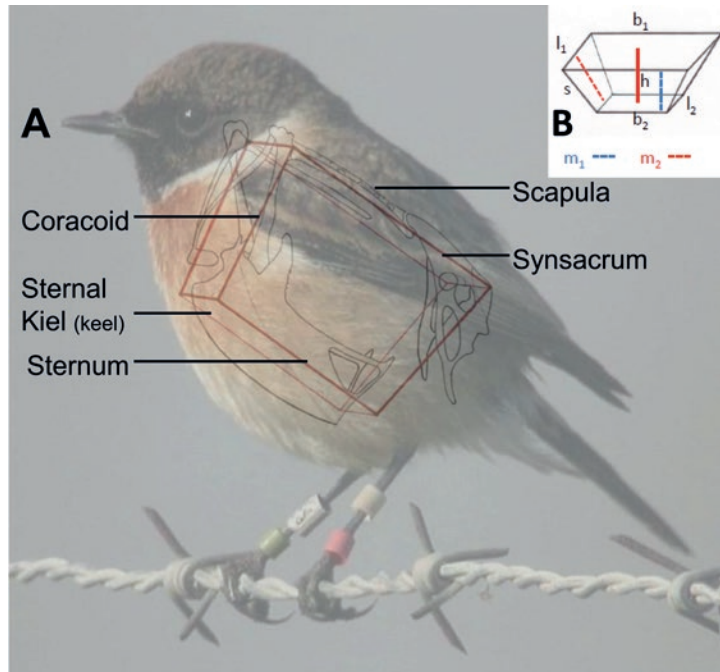 A
Coracoid
Sternal
Kiel (keel)
Sternum
Scapula
Synsacrum
b1
l1
s
h
l2
b2
B
m1 m2